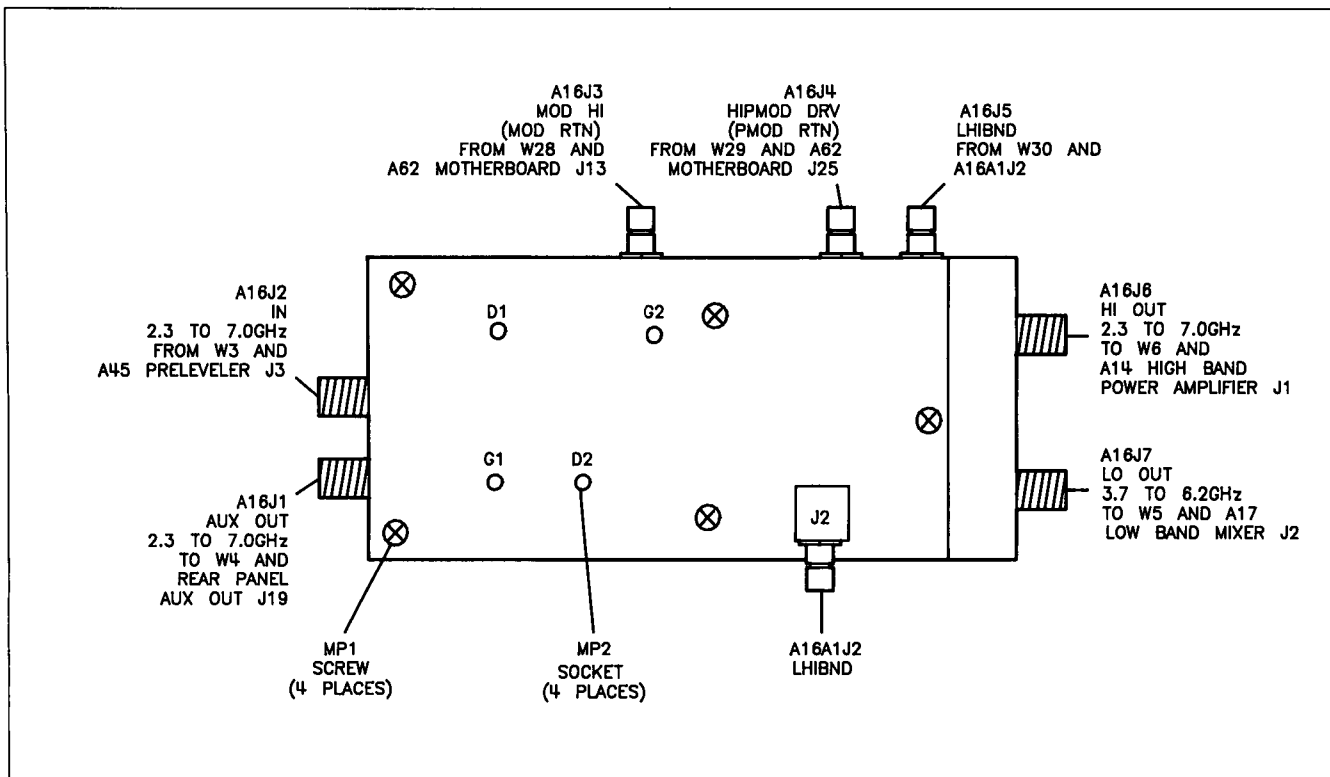 A16J3
MOD HI
(MOD RTN)
FROM W28 AND
A62 MOTHERBOARD J13
A16J4
HIPMOD DRV
(PMOD RTN)
FROM W29 AND A62
MOTHERBOARD J25
A16J5
LHIBND
FROM W30 AND
A16A1J2
A16J2
IN
2.3 TO 7.0GHz
FROM W3 AND
A45 PRELEVELER J3
D1
G2
A16J6
HI OUT
2.3 TO 7.0GHz
TO W6 AND
A14 HIGH BAND
POWER AMPLIFIER J1
G1
D2
J2
A16J1
AUX OUT
2.3 TO 7.0GHz
TO W4 AND
REAR PANEL
AUX OUT J19
A16J7
LO OUT
3.7 TO 6.2GHz
TO W5 AND A17
LOW BAND MIXER J2
MP1
SCREW
(4 PLACES)
MP2
SOCKET
(4 PLACES)
A16A1J2
LHIBND